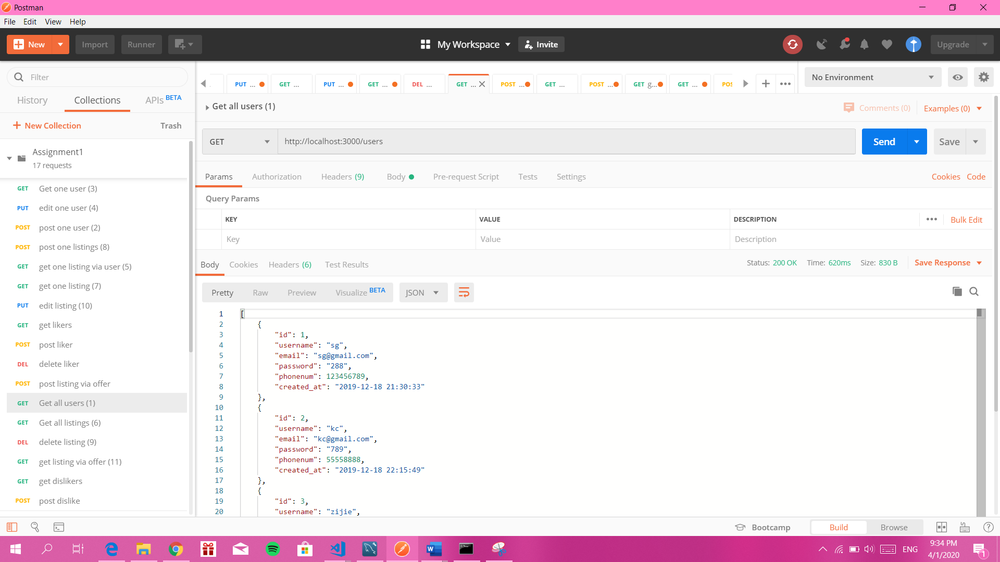 Postman
File Edit View Help
New Import Runner My Workspace Invite Upgrade
Filter
History Collections APIs BETA
New Collection Trash
Assignment1
17 requests
GET Get one user (3)
PUT edit one user (4)
POST post one user (2)
POST post one listings (8)
GET get one listing via user (5)
GET get one listing (7)
PUT edit listing (10)
GET get likers
POST post liker
DEL delete liker
POST post listing via offer
GET Get all users (1)
GET Get all listings (6)
DEL delete listing (9)
GET get listing via offer (11)
GET get dislikers
POST post dislike
PUT ... GET ... PUT ... GET ... DEL ... GET ... POST ... GET ... POST ... GET g... GET ... POS
No Environment
Get all users (1) Comments (0) Examples (0)
GET http://localhost:3000/users Send Save
Params Authorization Headers (9) Body Pre-request Script Tests Settings Cookies Code
Query Params
KEY VALUE DESCRIPTION ••• Bulk Edit
Key Value Description
Body Cookies Headers (6) Test Results Status: 200 OK Time: 620ms Size: 830 B Save Response
Pretty Raw Preview Visualize BETA JSON
1 [
2 {
3 "id": 1,
4 "username": "sg",
5 "email": "sg@gmail.com",
6 "password": "288",
7 "phonenum": 123456789,
8 "created_at": "2019-12-18 21:30:33"
9 },
10 {
11 "id": 2,
12 "username": "kc",
13 "email": "kc@gmail.com",
14 "password": "789",
15 "phonenum": 55558888,
16 "created_at": "2019-12-18 22:15:49"
17 },
18 {
19 "id": 3,
20 "username": "zijie",
Bootcamp Build Browse
ENG
9:34 PM
4/1/2020
1